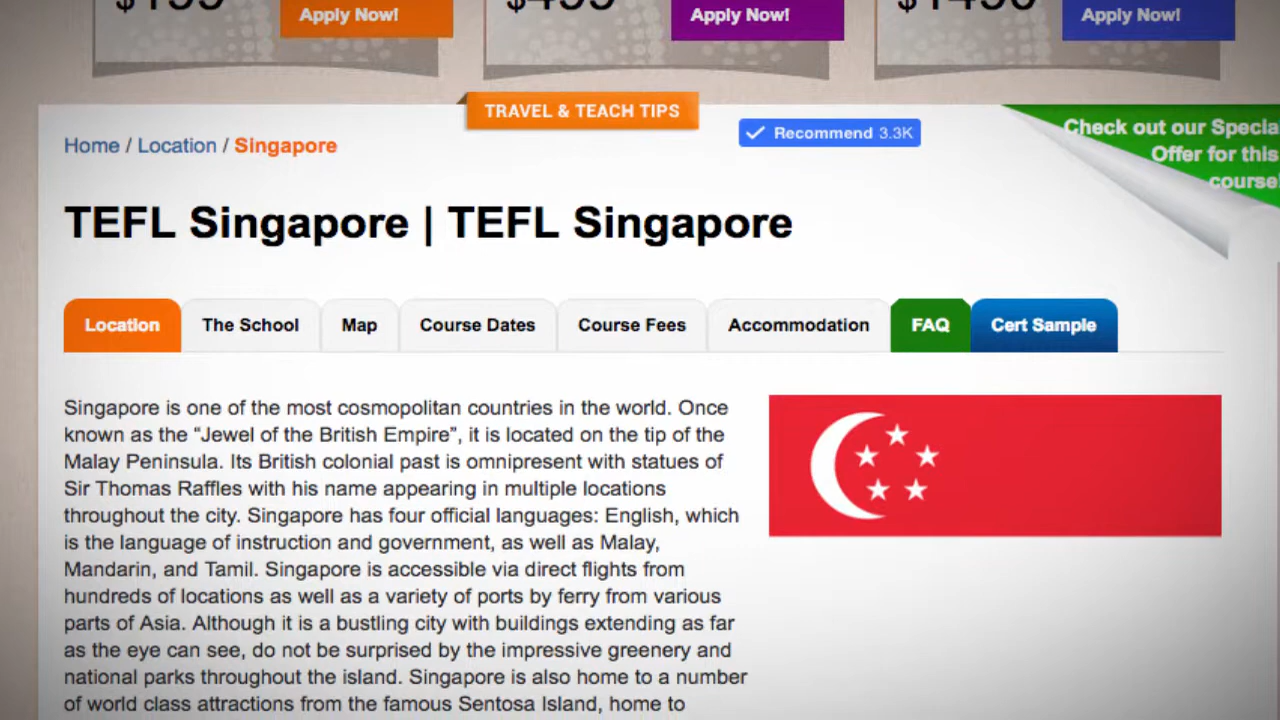 Apply Now!
Apply Now!
Apply Now!
TRAVEL & TEACH TIPS
Check out our Specia
Offer for this
course!
Home / Location / Singapore
Recommend 3.3K
TEFL Singapore | TEFL Singapore
Location The School Map Course Dates Course Fees Accommodation FAQ Cert Sample
Singapore is one of the most cosmopolitan countries in the world. Once
known as the “Jewel of the British Empire”, it is located on the tip of the
Malay Peninsula. Its British colonial past is omnipresent with statues of
Sir Thomas Raffles with his name appearing in multiple locations
throughout the city. Singapore has four official languages: English, which
is the language of instruction and government, as well as Malay,
Mandarin, and Tamil. Singapore is accessible via direct flights from
hundreds of locations as well as a variety of ports by ferry from various
parts of Asia. Although it is a bustling city with buildings extending as far
as the eye can see, do not be surprised by the impressive greenery and
national parks throughout the island. Singapore is also home to a number
of world class attractions from the famous Sentosa Island, home to